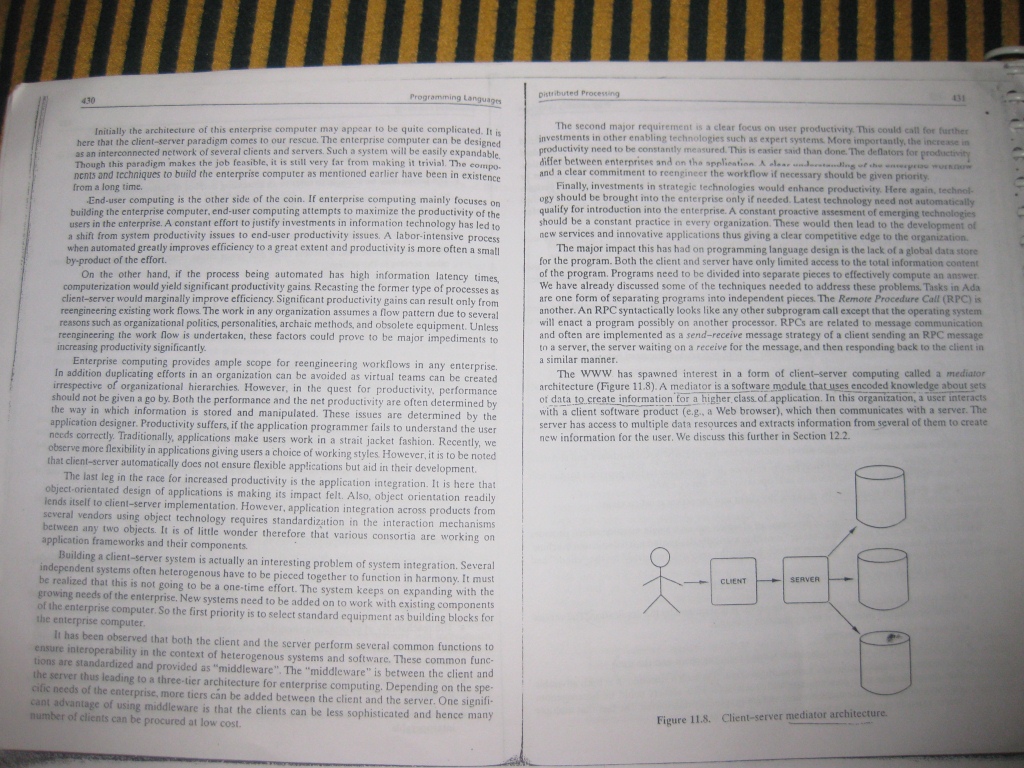 430
Programming Languages
Initially the architecture of this enterprise computer may appear to be quite complicated. It is
here that the client–server paradigm comes to our rescue. The enterprise computer can be designed
as an interconnected network of several clients and servers. Such a system will be easily expandable.
Though this paradigm makes the job feasible, it is still very far from making it trivial. The compo-
nents and techniques to build the enterprise computer as mentioned earlier have been in existence
from a long time.
End-user computing is the other side of the coin. If enterprise computing mainly focuses on
building the enterprise computer, end-user computing attempts to maximize the productivity of the
users in the enterprise. A constant effort to justify investments in information technology has led to
a shift from system productivity issues to end-user productivity issues. A labor-intensive process
when automated greatly improves efficiency to a great extent and productivity is more often a small
by-product of the effort.
On the other hand, if the process being automated has high information latency times,
computerization would yield significant productivity gains. Recasting the former type of processes as
client–server would marginally improve efficiency. Significant productivity gains can result only from
reengineering existing work flows. The work in any organization assumes a flow pattern due to several
reasons such as organizational politics, personalities, archaic methods, and obsolete equipment. Unless
reengineering the work flow is undertaken, these factors could prove to be major impediments to
increasing productivity significantly.
Enterprise computing provides ample scope for reengineering workflows in any enterprise.
In addition duplicating efforts in an organization can be avoided as virtual teams can be created
irrespective of organizational hierarchies. However, in the quest for productivity, performance
should not be given a go by. Both the performance and the net productivity are often determined by
the way in which information is stored and manipulated. These issues are determined by the
application designer. Productivity suffers, if the application programmer fails to understand the user
needs correctly. Traditionally, applications make users work in a strait jacket fashion. Recently, we
observe more flexibility in applications giving users a choice of working styles. However, it is to be noted
that client–server automatically does not ensure flexible applications but aid in their development.
The last leg in the race for increased productivity is the application integration. It is here that
object-orientated design of applications is making its impact felt. Also, object orientation readily
lends itself to client–server implementation. However, application integration across products from
several vendors using object technology requires standardization in the interaction mechanisms
between any two objects. It is of little wonder therefore that various consortia are working on
application frameworks and their components.
Building a client–server system is actually an interesting problem of system integration. Several
independent systems often heterogenous have to be pieced together to function in harmony. It must
be realized that this is not going to be a one-time effort. The system keeps on expanding with the
growing needs of the enterprise. New systems need to be added on to work with existing components
of the enterprise computer. So the first priority is to select standard equipment as building blocks for
the enterprise computer.
It has been observed that both the client and the server perform several common functions to
ensure interoperability in the context of heterogenous systems and software. These common func-
tions are standardized and provided as "middleware". The "middleware" is between the client and
the server thus leading to a three-tier architecture for enterprise computing. Depending on the spe-
cific needs of the enterprise, more tiers can be added between the client and the server. One signifi-
cant advantage of using middleware is that the clients can be less sophisticated and hence many
number of clients can be procured at low cost.
Distributed Processing
431
The second major requirement is a clear focus on user productivity. This could call for further
investments in other enabling technologies such as expert systems. More importantly, the increase in
productivity need to be constantly measured. This is easier said than done. The deflators for productivity
differ between enterprises and on the application. A clear understanding of the enterprise workflow
and a clear commitment to reengineer the workflow if necessary should be given priority.
Finally, investments in strategic technologies would enhance productivity. Here again, technol-
ogy should be brought into the enterprise only if needed. Latest technology need not automatically
qualify for introduction into the enterprise. A constant proactive assesment of emerging technologies
should be a constant practice in every organization. These would then lead to the development of
new services and innovative applications thus giving a clear competitive edge to the organization.
The major impact this has had on programming language design is the lack of a global data store
for the program. Both the client and server have only limited access to the total information content
of the program. Programs need to be divided into separate pieces to effectively compute an answer.
We have already discussed some of the techniques needed to address these problems. Tasks in Ada
are one form of separating programs into independent pieces. The Remote Procedure Call (RPC) is
another. An RPC syntactically looks like any other subprogram call except that the operating system
will enact a program possibly on another processor. RPCs are related to message communication
and often are implemented as a send–receive message strategy of a client sending an RPC message
to a server, the server waiting on a receive for the message, and then responding back to the client in
a similar manner.
The WWW has spawned interest in a form of client–server computing called a mediator
architecture (Figure 11.8). A mediator is a software module that uses encoded knowledge about sets
of data to create information for a higher class of application. In this organization, a user interacts
with a client software product (e.g., a Web browser), which then communicates with a server. The
server has access to multiple data resources and extracts information from several of them to create
new information for the user. We discuss this further in Section 12.2.
CLIENT
SERVER
Figure 11.8. Client–server mediator architecture.